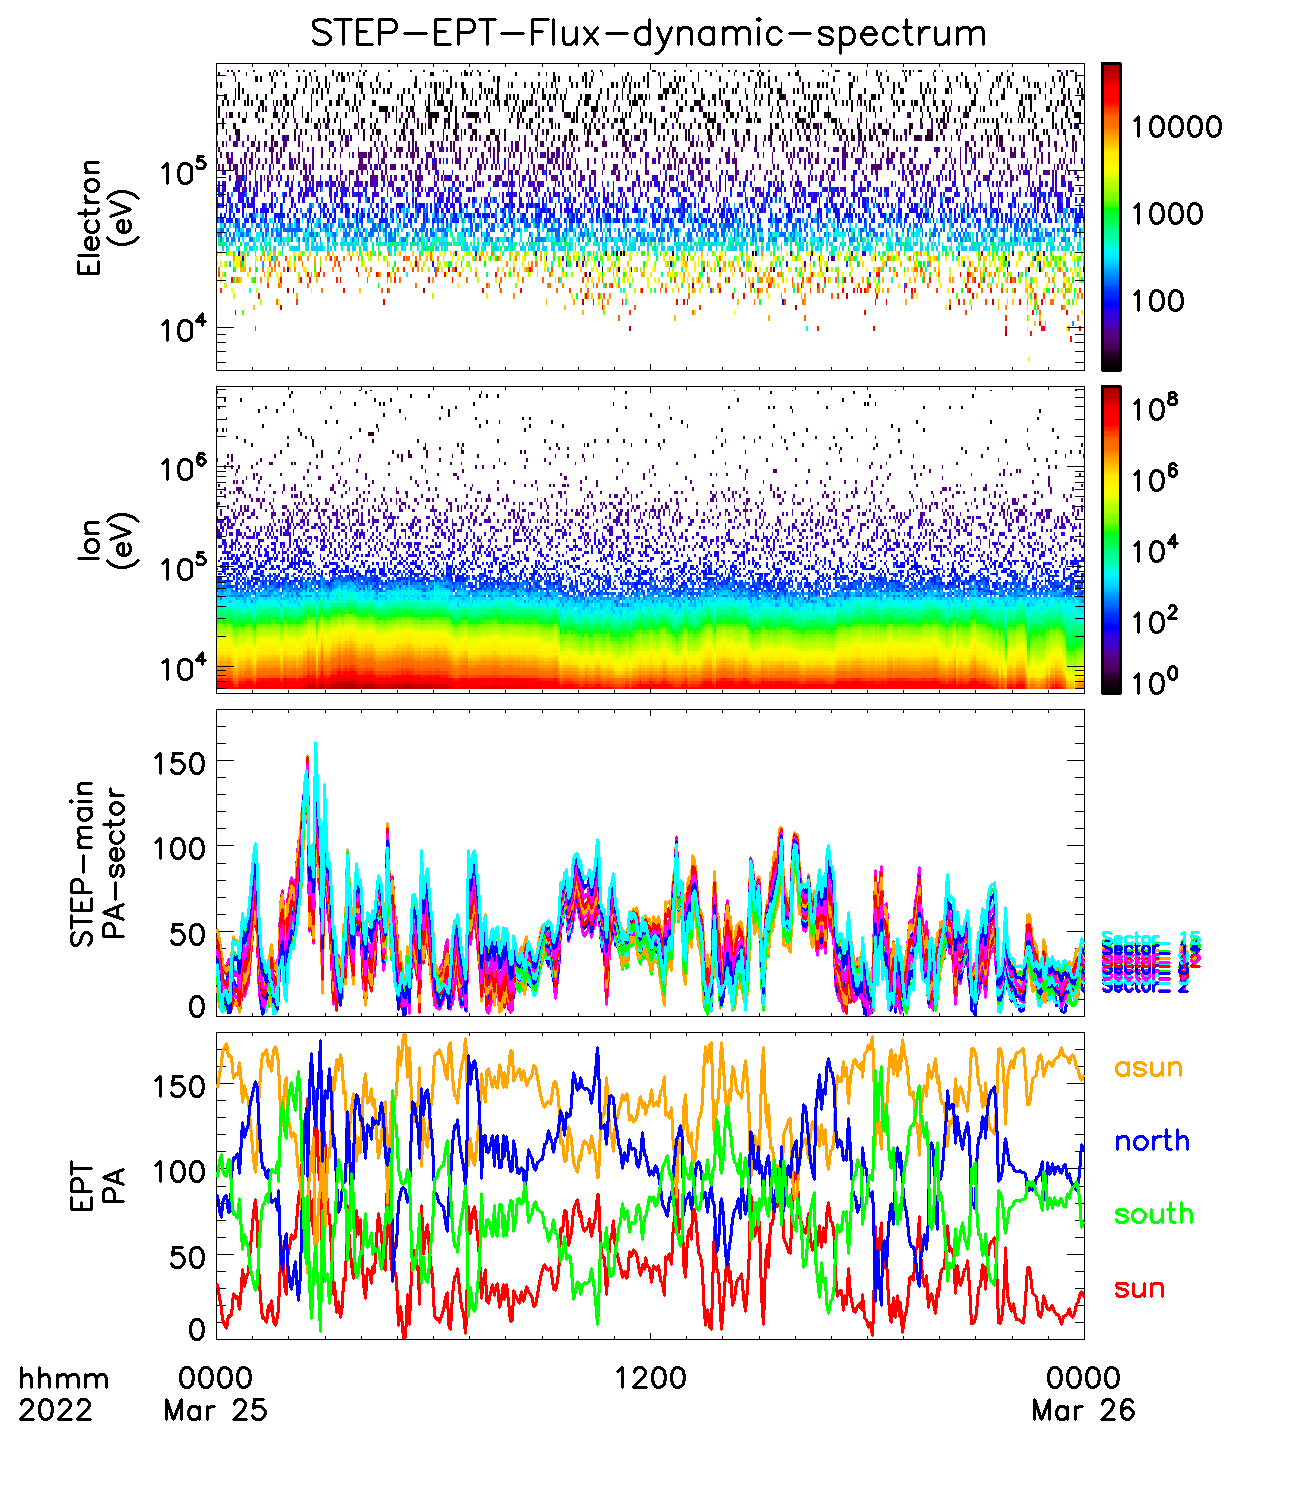 STEP-EPT-Flux-dynamic-spectrum
Electron
(eV)
10^5
10^4
10000
1000
100
Ion
(eV)
10^6
10^5
10^4
10^8
10^6
10^4
10^2
10^0
STEP-main
PA-sector
150
100
50
0
Sector_ 15
Sector_ 2
EPT
PA
150
100
50
0
asun
north
south
sun
hhmm
2022
0000
Mar 25
1200
0000
Mar 26